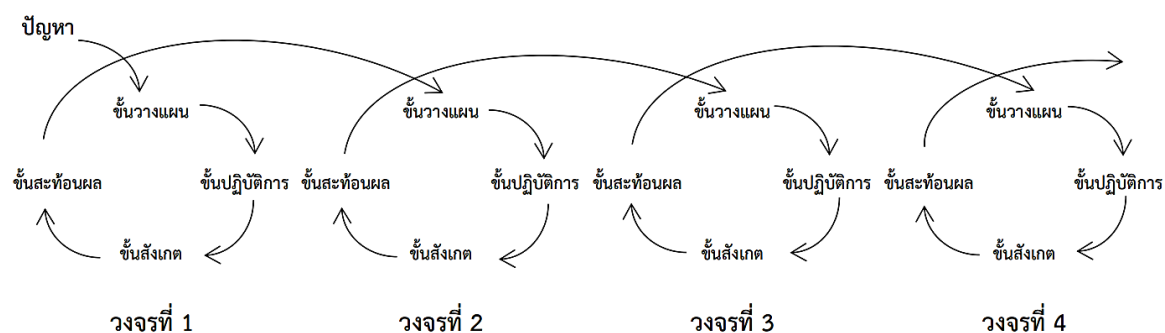 ปัญหา
ขั้นวางแผน ขั้นวางแผน ขั้นวางแผน ขั้นวางแผน
ขั้นสะท้อนผล ขั้นปฏิบัติการ ขั้นสะท้อนผล ขั้นปฏิบัติการ ขั้นสะท้อนผล ขั้นปฏิบัติการ ขั้นสะท้อนผล ขั้นปฏิบัติการ
ขั้นสังเกต ขั้นสังเกต ขั้นสังเกต ขั้นสังเกต
วงจรที่ 1 วงจรที่ 2 วงจรที่ 3 วงจรที่ 4